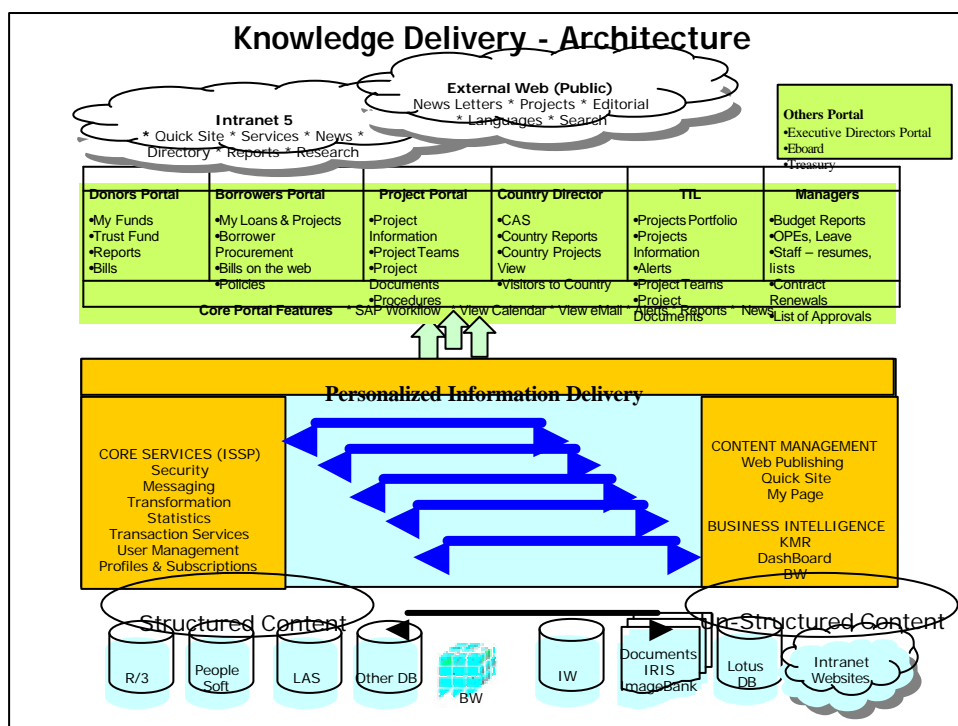 Knowledge Delivery - Architecture
External Web (Public)
News Letters * Projects * Editorial
* Languages * Search
Intranet 5
* Quick Site * Services * News *
Directory * Reports * Research
Others Portal
•Executive Directors Portal
•Eboard
•Treasury
Donors Portal
•My Funds
•Trust Fund
•Reports
•Bills
Borrowers Portal
•My Loans & Projects
•Borrower
Procurement
•Bills on the web
•Policies
Project Portal
•Project
Information
•Project Teams
•Project
Documents
•Procedures
Country Director
•CAS
•Country Reports
•Country Projects
View
•Visitors to Country
TTL
•Projects Portfolio
•Projects
Information
•Alerts
•Project Teams
•Project
Documents
Managers
•Budget Reports
•OPEs, Leave
•Staff – resumes,
lists
•Contract
Renewals
•List of Approvals
Core Portal Features * SAP Workflow * View Calendar * View eMail * Alerts * Reports * News
Personalized Information Delivery
CORE SERVICES (ISSP)
Security
Messaging
Transformation
Statistics
Transaction Services
User Management
Profiles & Subscriptions
CONTENT MANAGEMENT
Web Publishing
Quick Site
My Page
BUSINESS INTELLIGENCE
KMR
DashBoard
BW
Structured Content
Un-Structured Content
R/3
People
Soft
LAS
Other DB
BW
IW
Documents
IRIS
ImageBank
Lotus
DB
Intranet
Websites